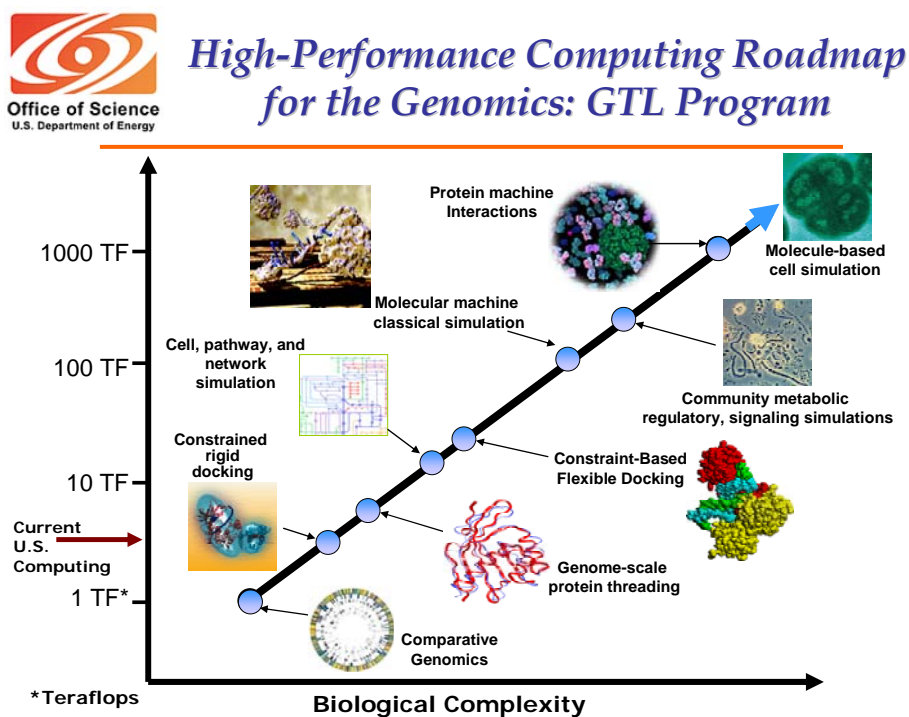 High-Performance Computing Roadmap
for the Genomics: GTL Program
Office of Science
U.S. Department of Energy
Protein machine
Interactions
1000 TF
Molecule-based
cell simulation
Molecular machine
classical simulation
Cell, pathway, and
network
simulation
100 TF
Community metabolic
regulatory, signaling simulations
Constrained
rigid
docking
Constraint-Based
Flexible Docking
10 TF
Current
U.S.
Computing
Genome-scale
protein threading
1 TF*
Comparative
Genomics
*Teraflops
Biological Complexity